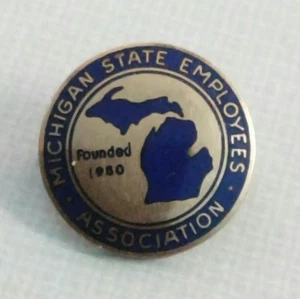 MICHIGAN STATE EMPLOYEES
ASSOCIATION
Founded
1950